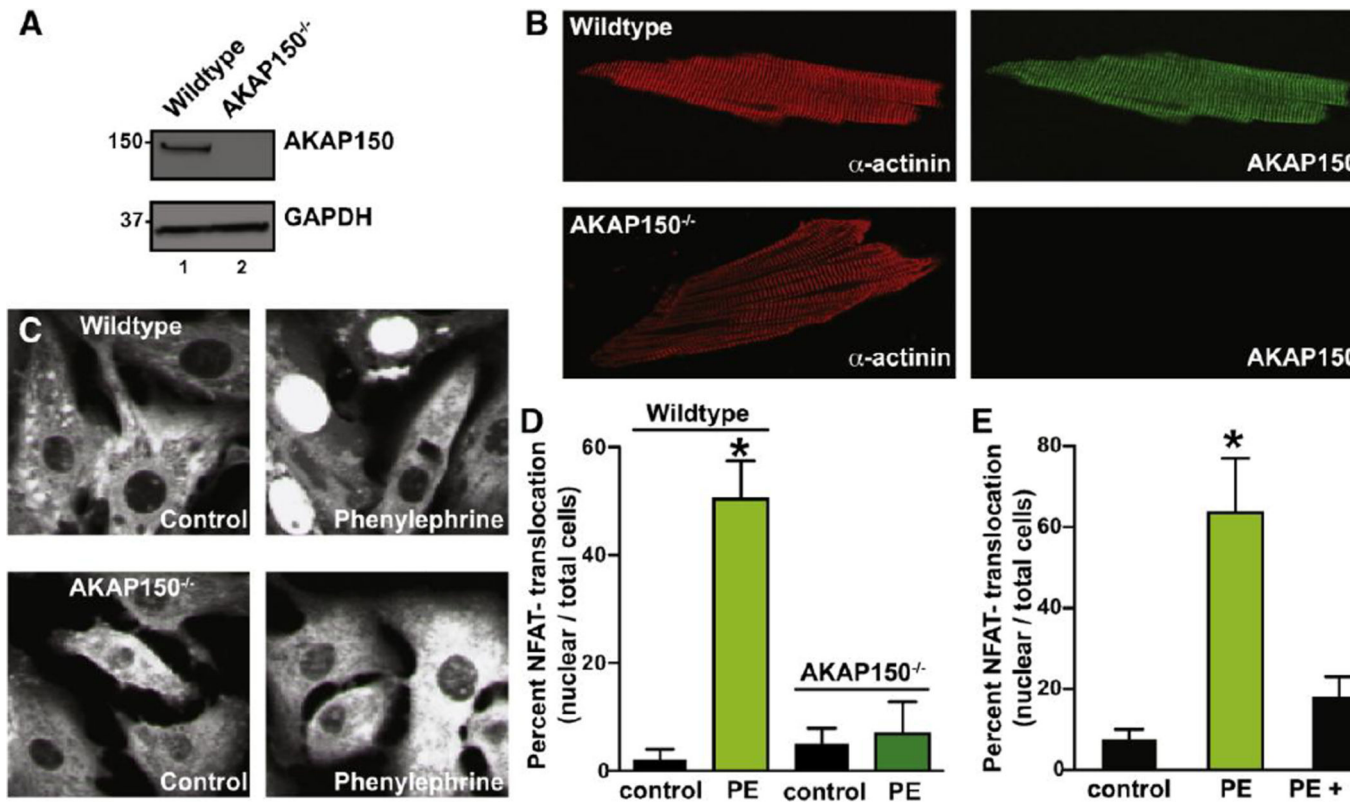 A
Wildtype
AKAP150-/-
150
AKAP150
37
GAPDH
1 2
B
Wildtype
α-actinin
AKAP150
AKAP150-/-
α-actinin
AKAP150
C
Wildtype
Control
Phenylephrine
AKAP150-/-
Control
Phenylephrine
D
Wildtype
Percent NFAT- translocation
(nuclear / total cells)
60
40
20
0
*
AKAP150-/-
control PE control PE
E
Percent NFAT- translocation
(nuclear / total cells)
80
60
40
20
0
*
control PE PE +